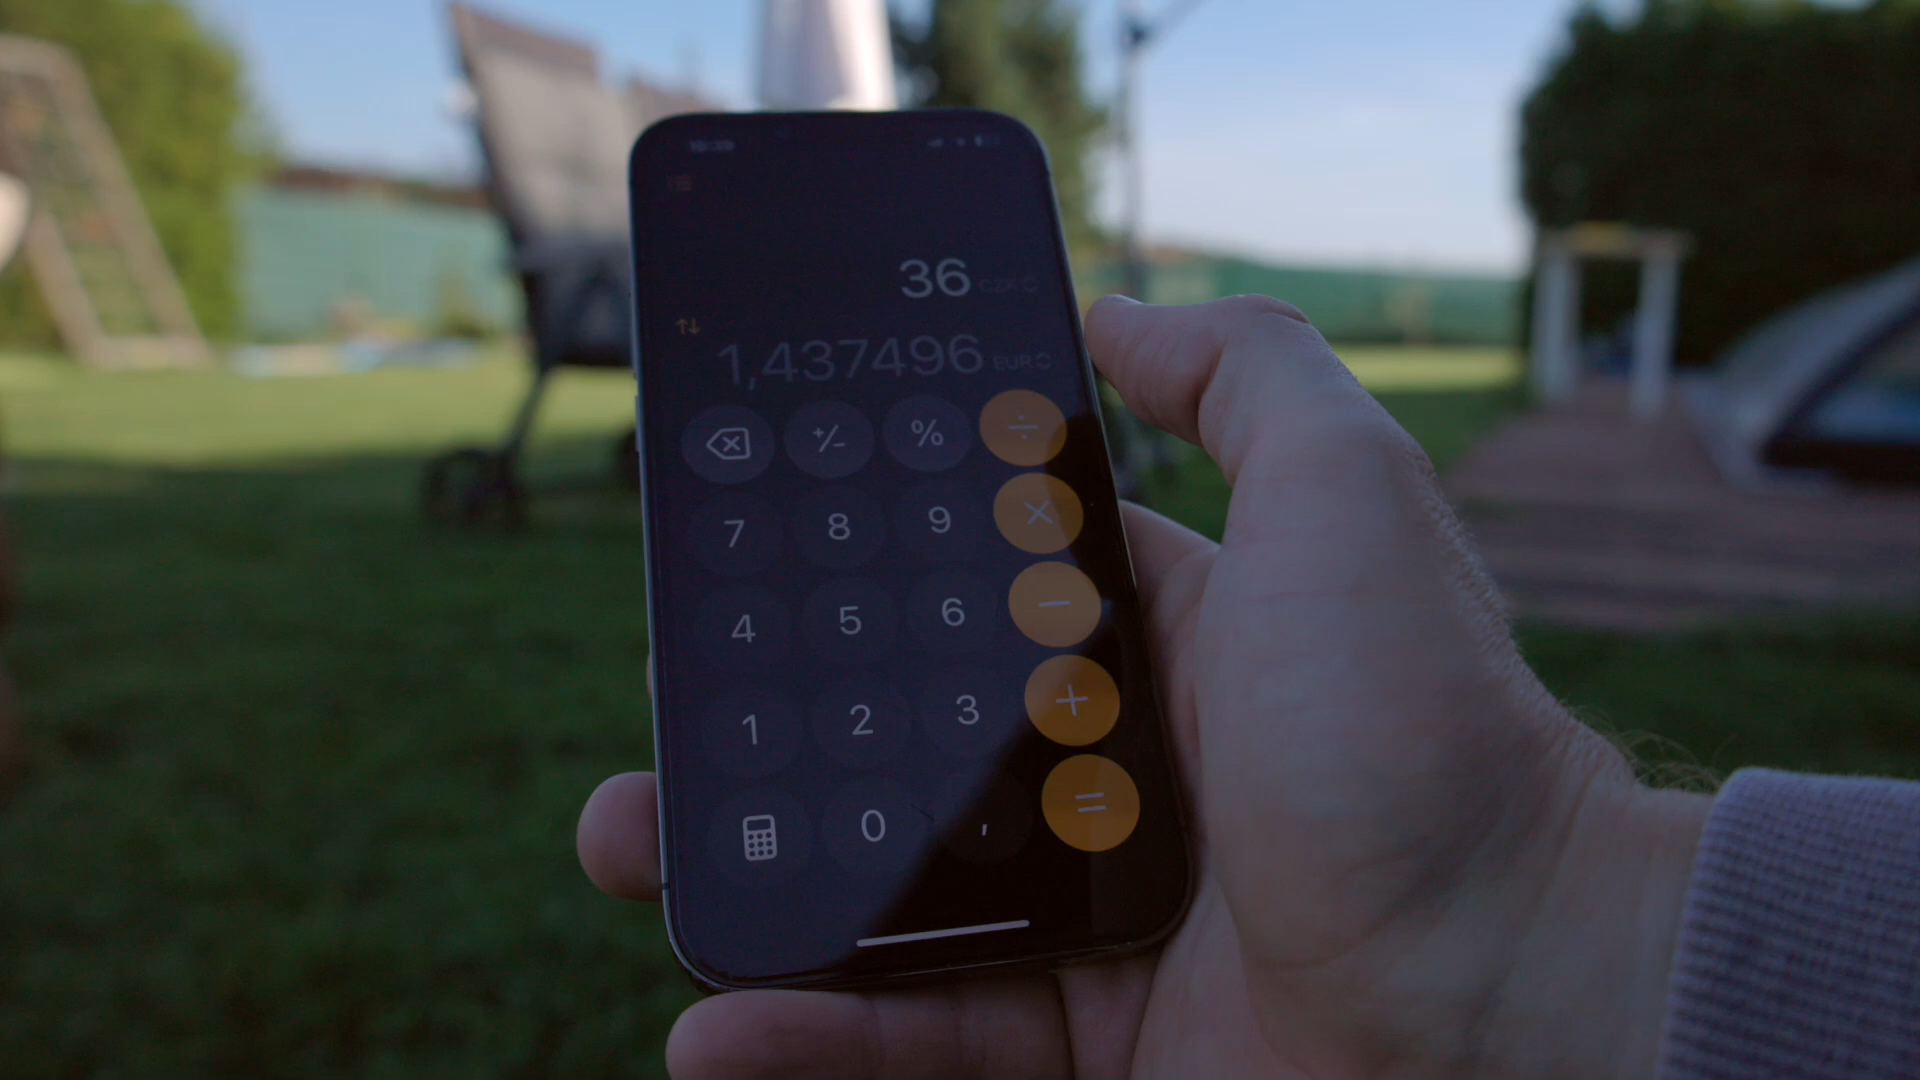 36 CZK
1,437496 EUR
+/- % ÷
7 8 9 ×
4 5 6 −
1 2 3 +
0 , =